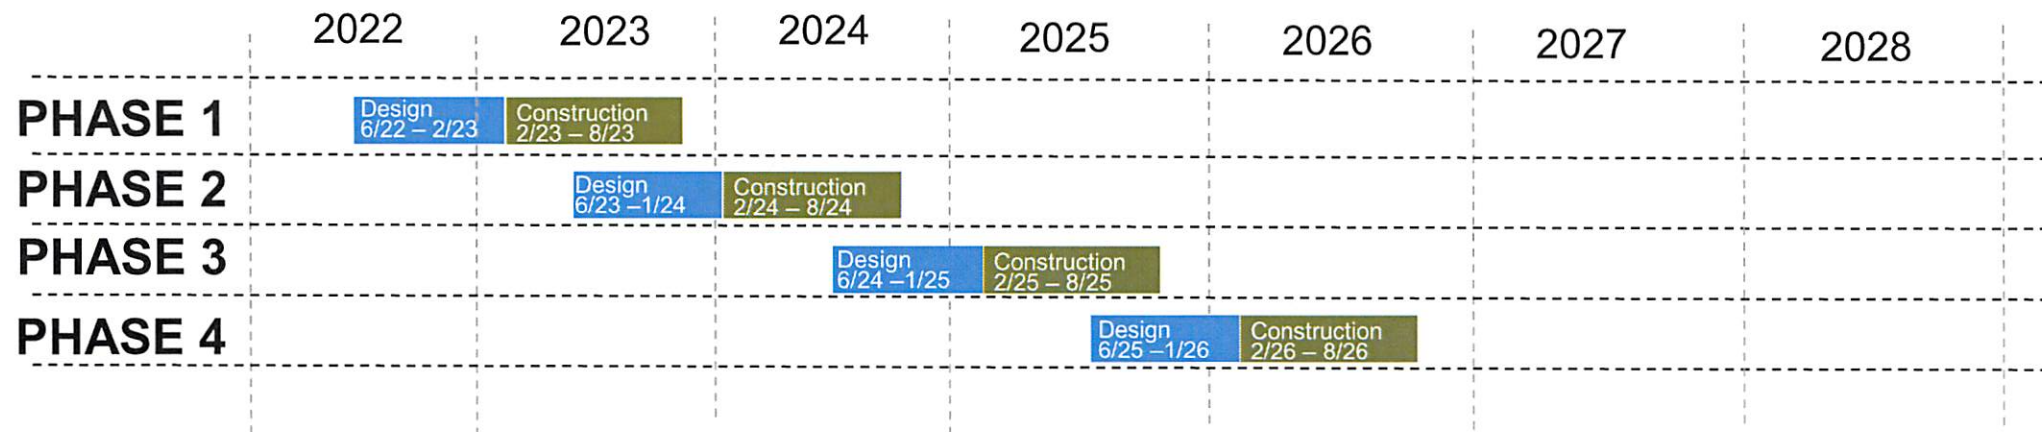 2022 2023 2024 2025 2026 2027 2028
PHASE 1
Design
6/22 – 2/23
Construction
2/23 – 8/23
PHASE 2
Design
6/23 –1/24
Construction
2/24 – 8/24
PHASE 3
Design
6/24 –1/25
Construction
2/25 – 8/25
PHASE 4
Design
6/25 –1/26
Construction
2/26 – 8/26